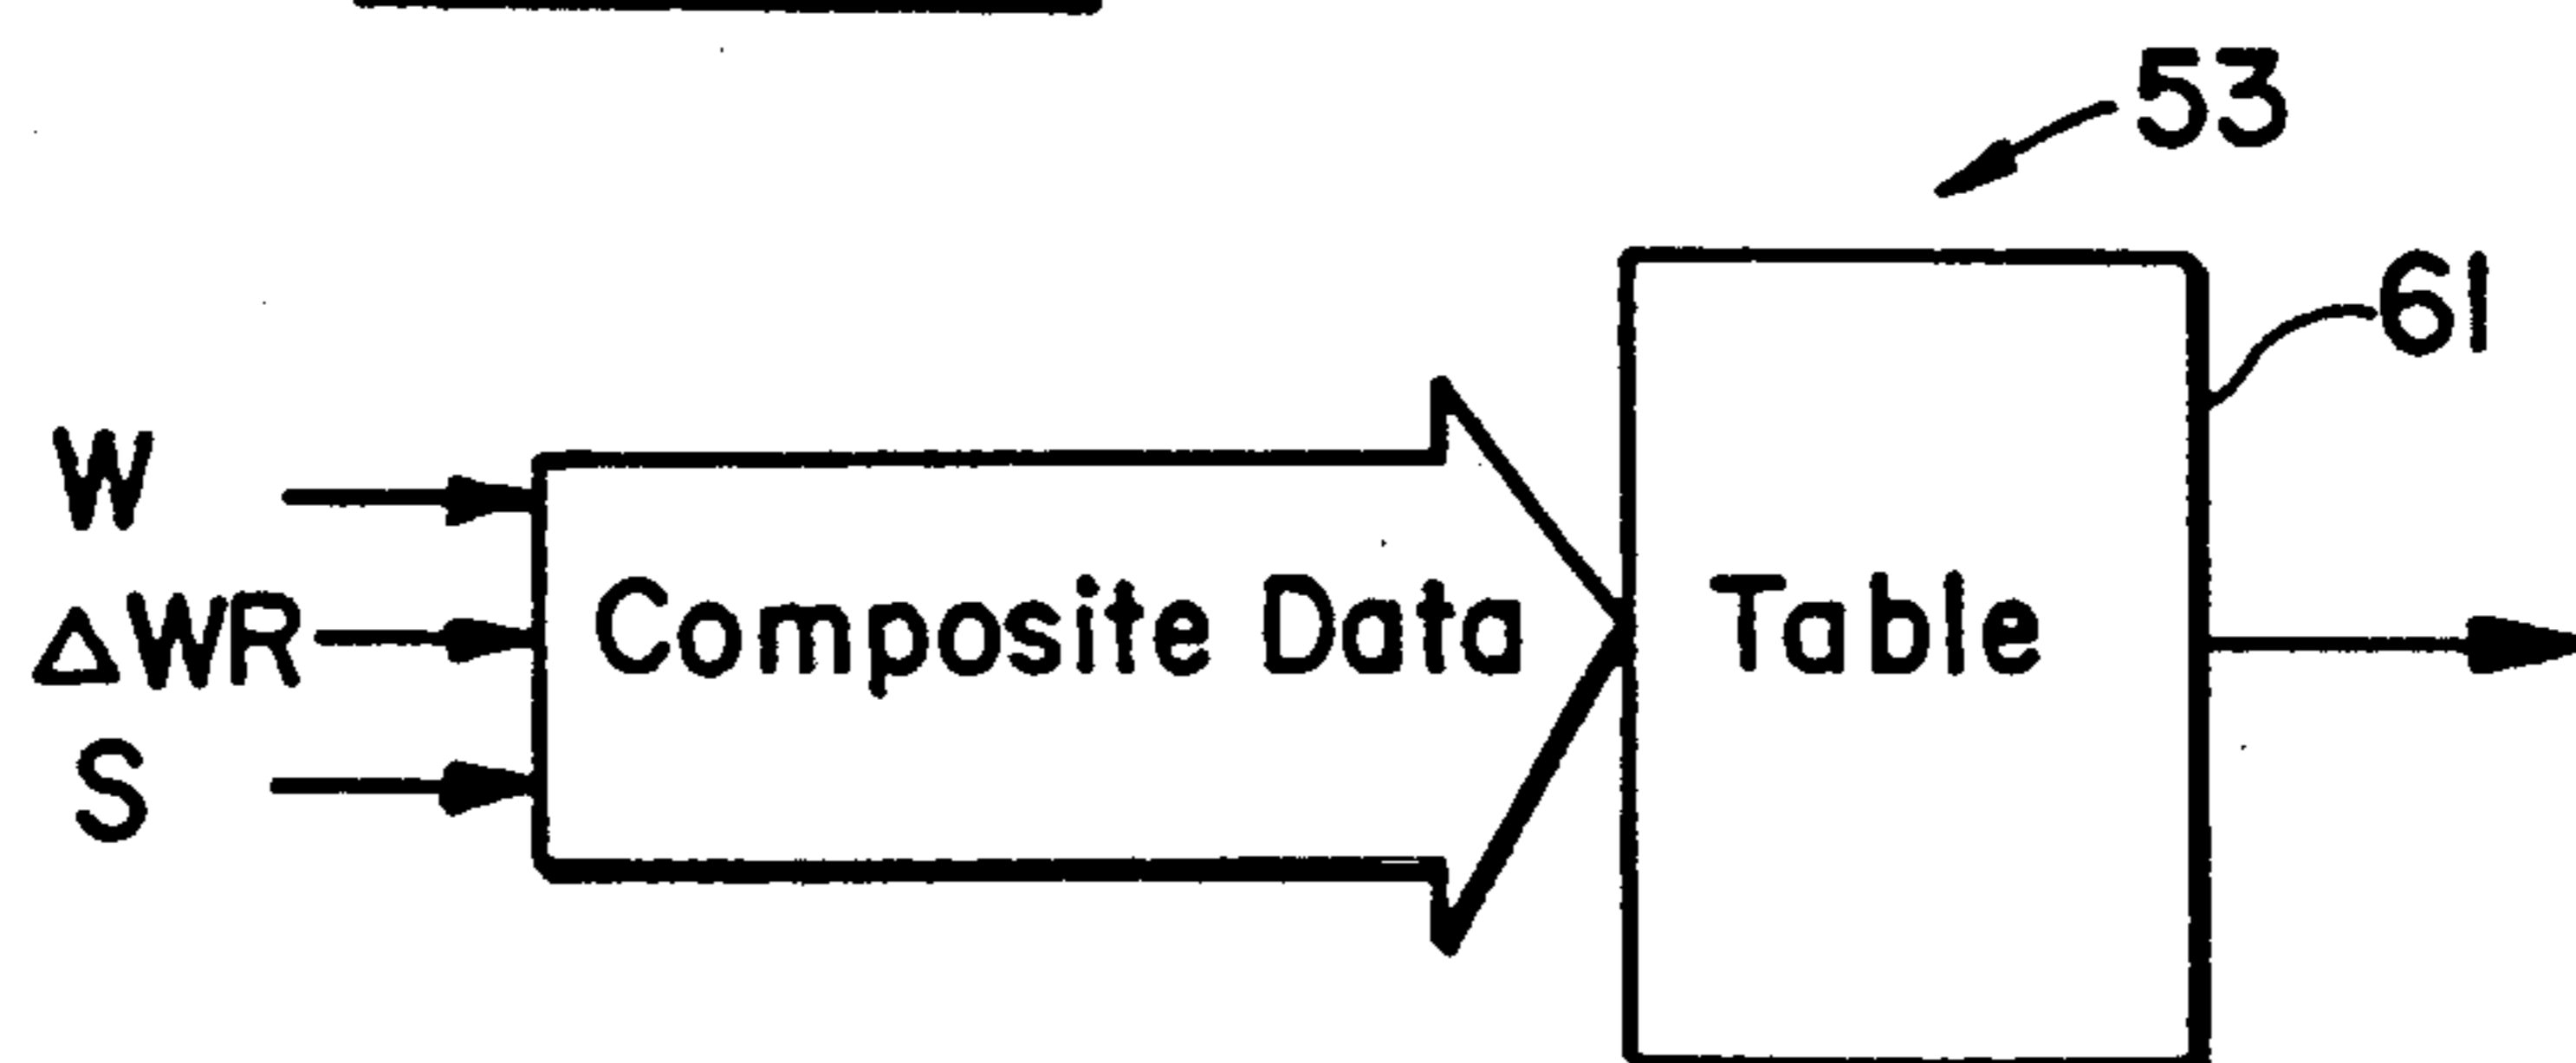 53
61
W
ΔWR
S
Composite Data
Table